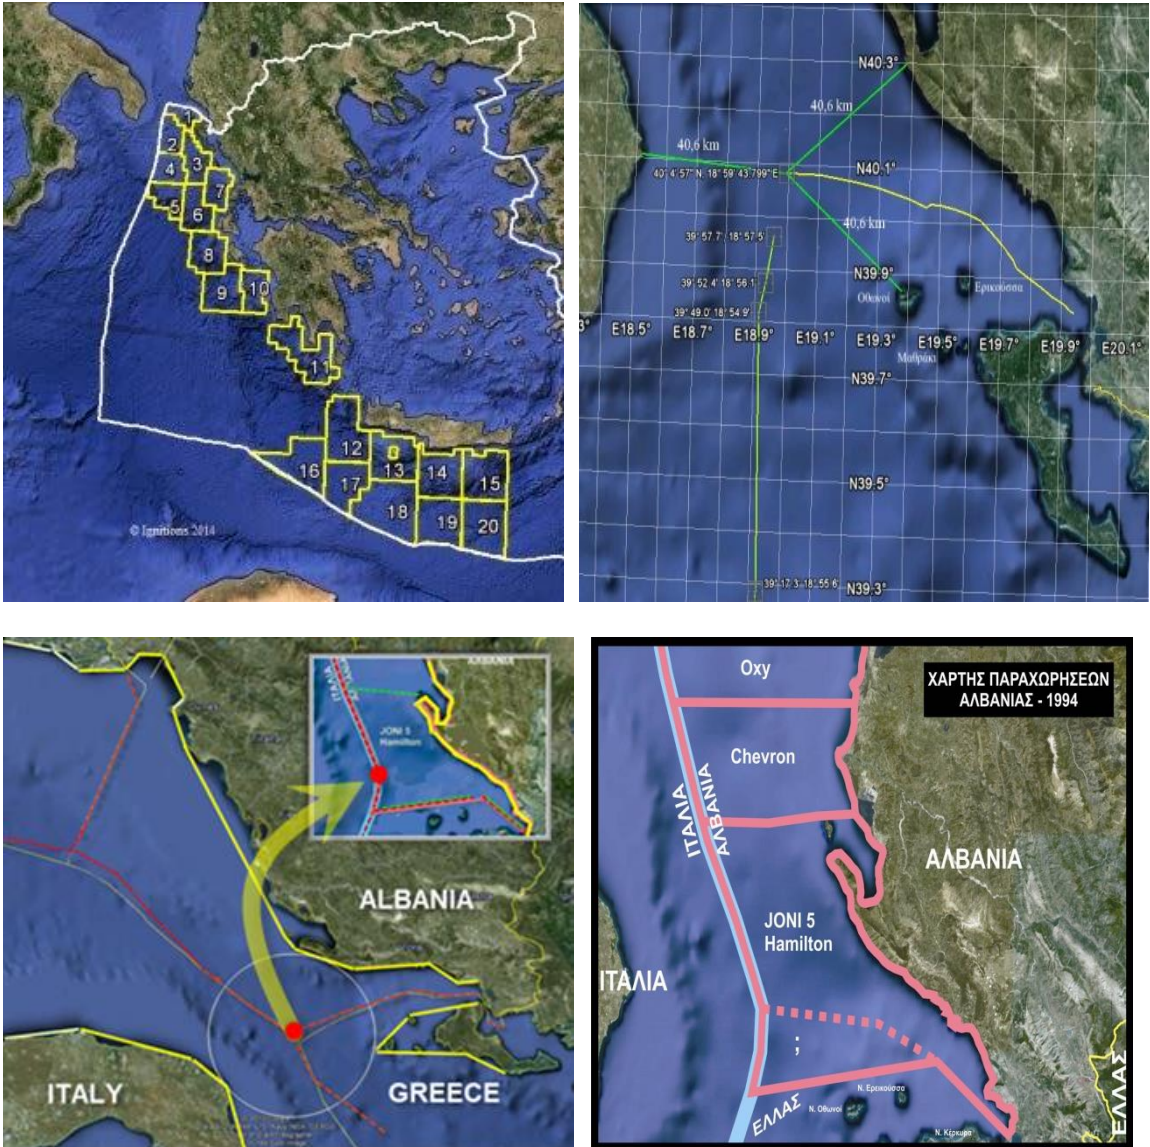 1
2
3
4
5
6
7
8
9
10
11
12
13
14
15
16
17
18
19
20
© Ignitions 2014
N40.3°
40,6 km
40,6 km
N40.1°
40° 4' 57" N, 18° 59' 43.799" E
40,6 km
39° 57.7' 18° 57.5'
N39.9°
39° 52.4' 18° 56.1'
Οθωνοί
Ερικούσσα
39° 49.0' 18° 54.9'
3°
E18.5°
E18.7°
E18.9°
E19.1°
E19.3°
E19.5°
E19.7°
E19.9°
E20.1°
Μαθράκι
N39.7°
N39.5°
39° 17.3' 18° 55.6'
N39.3°
ΑΛΒΑΝΙΑ
ΙΤΑΛΙΑ
JONI 5
Hamilton
ALBANIA
ITALY
GREECE
Oxy
ΧΑΡΤΗΣ ΠΑΡΑΧΩΡΗΣΕΩΝ
ΑΛΒΑΝΙΑΣ - 1994
Chevron
ΙΤΑΛΙΑ
ΑΛΒΑΝΙΑ
ΑΛΒΑΝΙΑ
JONI 5
Hamilton
ΙΤΑΛΙΑ
;
ΕΛΛΑΣ
Ν. Ερεικούσσα
Ν. Οθωνοί
Ν. Κέρκυρα
ΕΛΛΑΣ